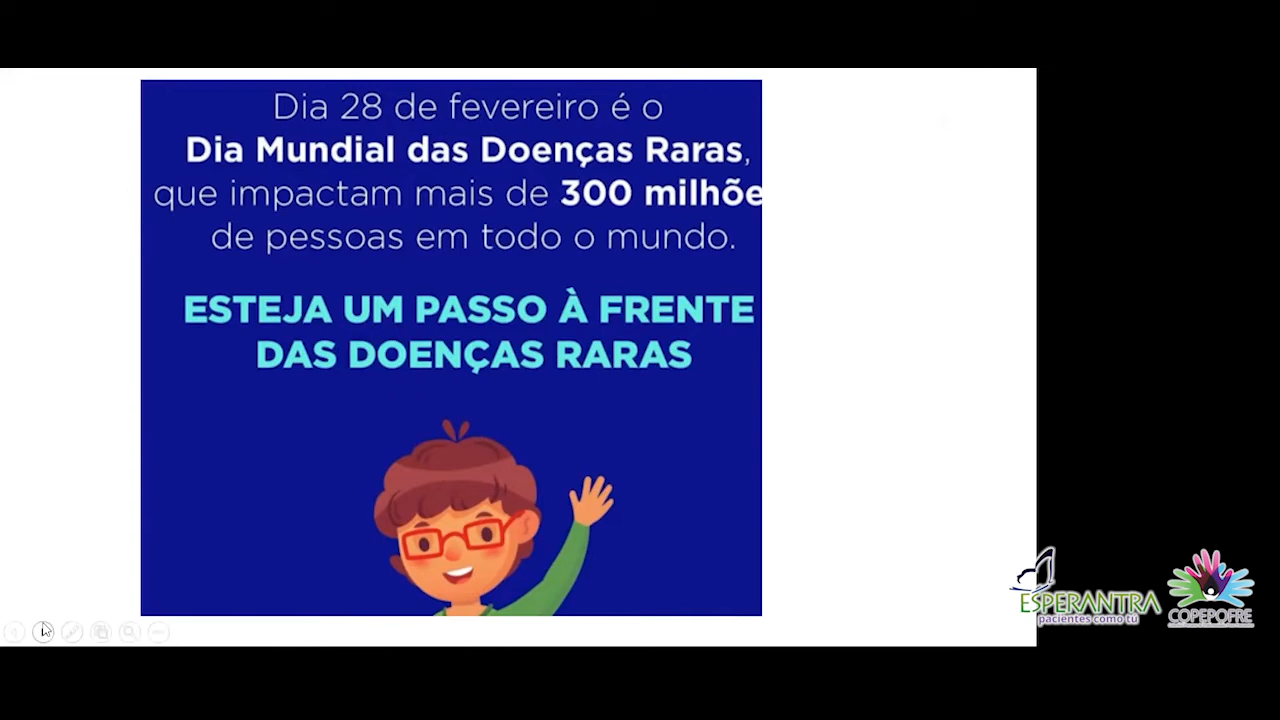 Dia 28 de fevereiro é o
Dia Mundial das Doenças Raras,
que impactam mais de 300 milhõe
de pessoas em todo o mundo.
ESTEJA UM PASSO À FRENTE
DAS DOENÇAS RARAS
ESPERANTRA
pacientes como tú
COPEPOFRE